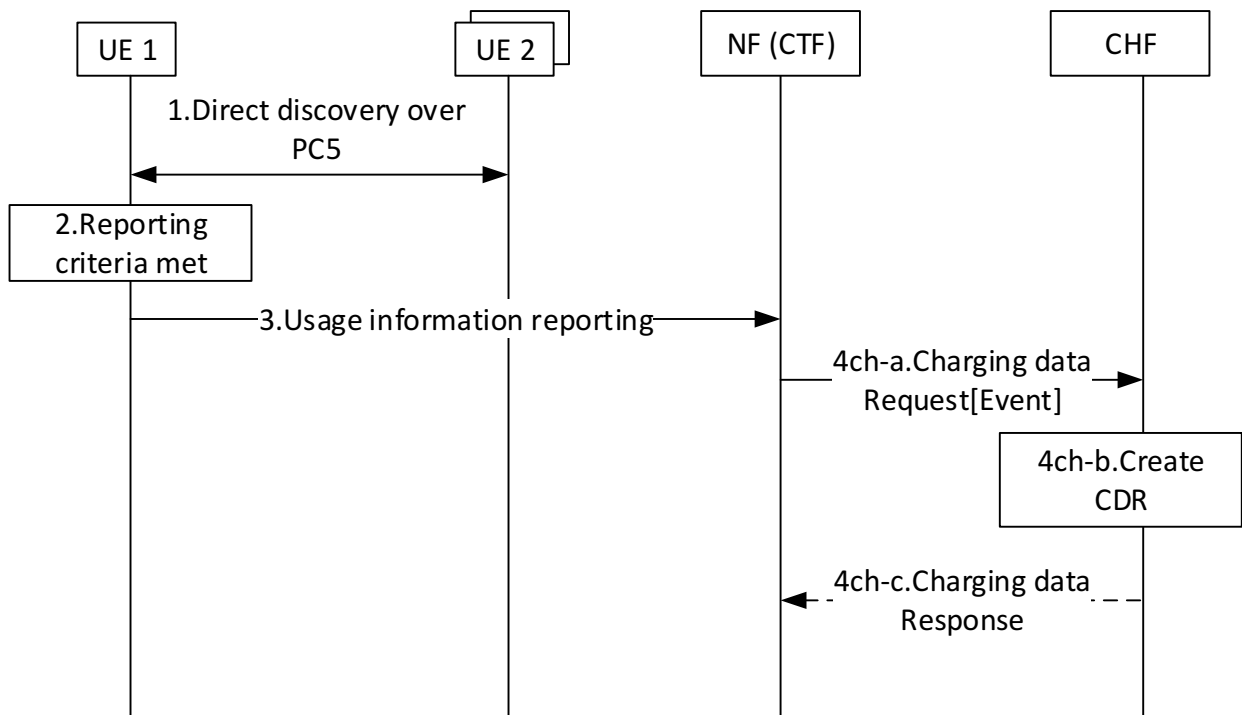 UE 1
UE 2
NF (CTF)
CHF
1.Direct discovery over
PC5
2.Reporting
criteria met
3.Usage information reporting
4ch-a.Charging data
Request[Event]
4ch-b.Create
CDR
4ch-c.Charging data
Response